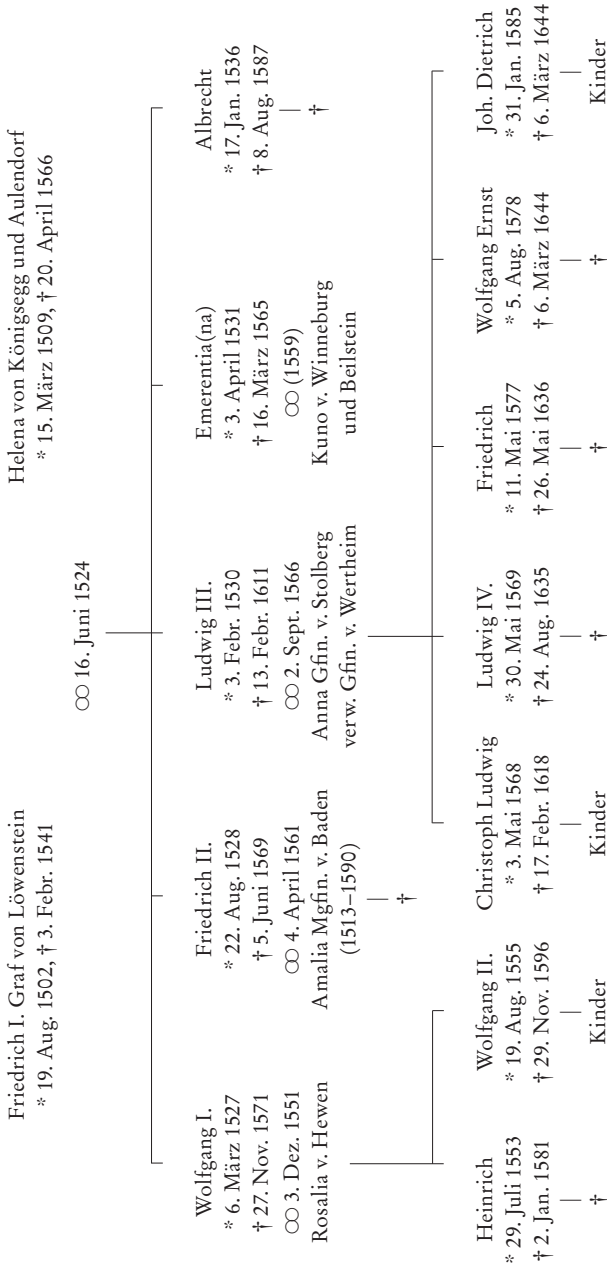 Friedrich I. Graf von Löwenstein
* 19. Aug. 1502, † 3. Febr. 1541
Helena von Königsegg und Aulendorf
* 15. März 1509, † 20. April 1566
∞ 16. Juni 1524
Wolfgang I.
* 6. März 1527
† 27. Nov. 1571
∞ 3. Dez. 1551
Rosalia v. Hewen
Friedrich II.
* 22. Aug. 1528
† 5. Juni 1569
∞ 4. April 1561
Amalia Mgfin. v. Baden
(1513–1590)
†
Ludwig III.
* 3. Febr. 1530
† 13. Febr. 1611
∞ 2. Sept. 1566
Anna Gfin. v. Stolberg
verw. Gfin. v. Wertheim
Emerentia(na)
* 3. April 1531
† 16. März 1565
∞ (1559)
Kuno v. Winneburg
und Beilstein
Albrecht
* 17. Jan. 1536
† 8. Aug. 1587
†
Heinrich
* 29. Juli 1553
† 2. Jan. 1581
†
Wolfgang II.
* 19. Aug. 1555
† 29. Nov. 1596
Kinder
Christoph Ludwig
* 3. Mai 1568
† 17. Febr. 1618
Kinder
Ludwig IV.
* 30. Mai 1569
† 24. Aug. 1635
†
Friedrich
* 11. Mai 1577
† 26. Mai 1636
†
Wolfgang Ernst
* 5. Aug. 1578
† 6. März 1644
†
Joh. Dietrich
* 31. Jan. 1585
† 6. März 1644
Kinder